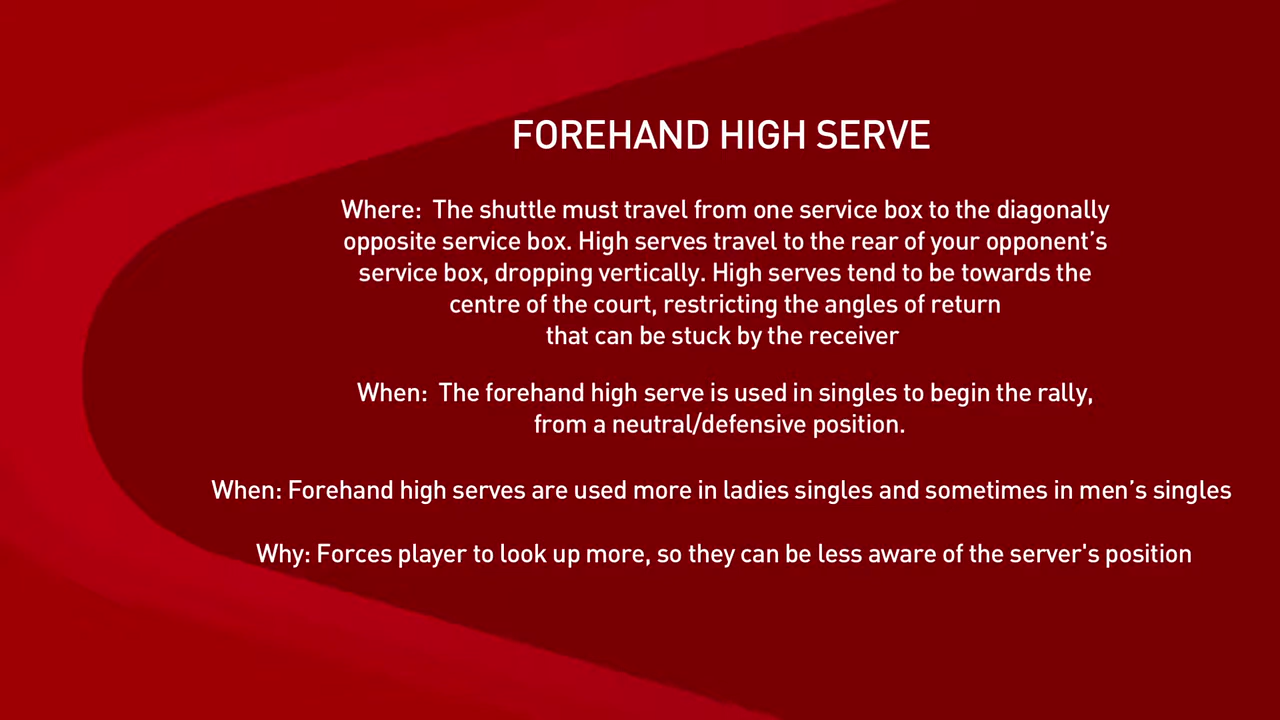 FOREHAND HIGH SERVE
Where:  The shuttle must travel from one service box to the diagonally
opposite service box. High serves travel to the rear of your opponent’s
service box, dropping vertically. High serves tend to be towards the
centre of the court, restricting the angles of return
that can be stuck by the receiver
When:  The forehand high serve is used in singles to begin the rally,
from a neutral/defensive position.
When: Forehand high serves are used more in ladies singles and sometimes in men’s singles
Why: Forces player to look up more, so they can be less aware of the server's position